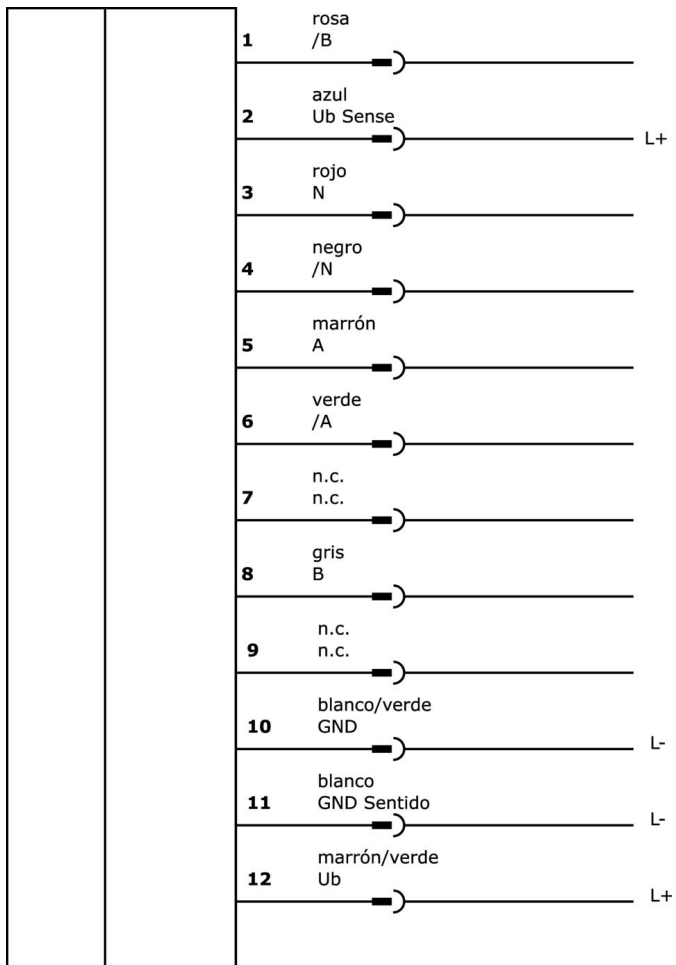 rosa
1 /B
azul
2 Ub Sense
L+
rojo
3 N
negro
4 /N
marrón
5 A
verde
6 /A
n.c.
7 n.c.
gris
8 B
n.c.
9 n.c.
blanco/verde
10 GND
L-
blanco
11 GND Sentido
L-
marrón/verde
12 Ub
L+